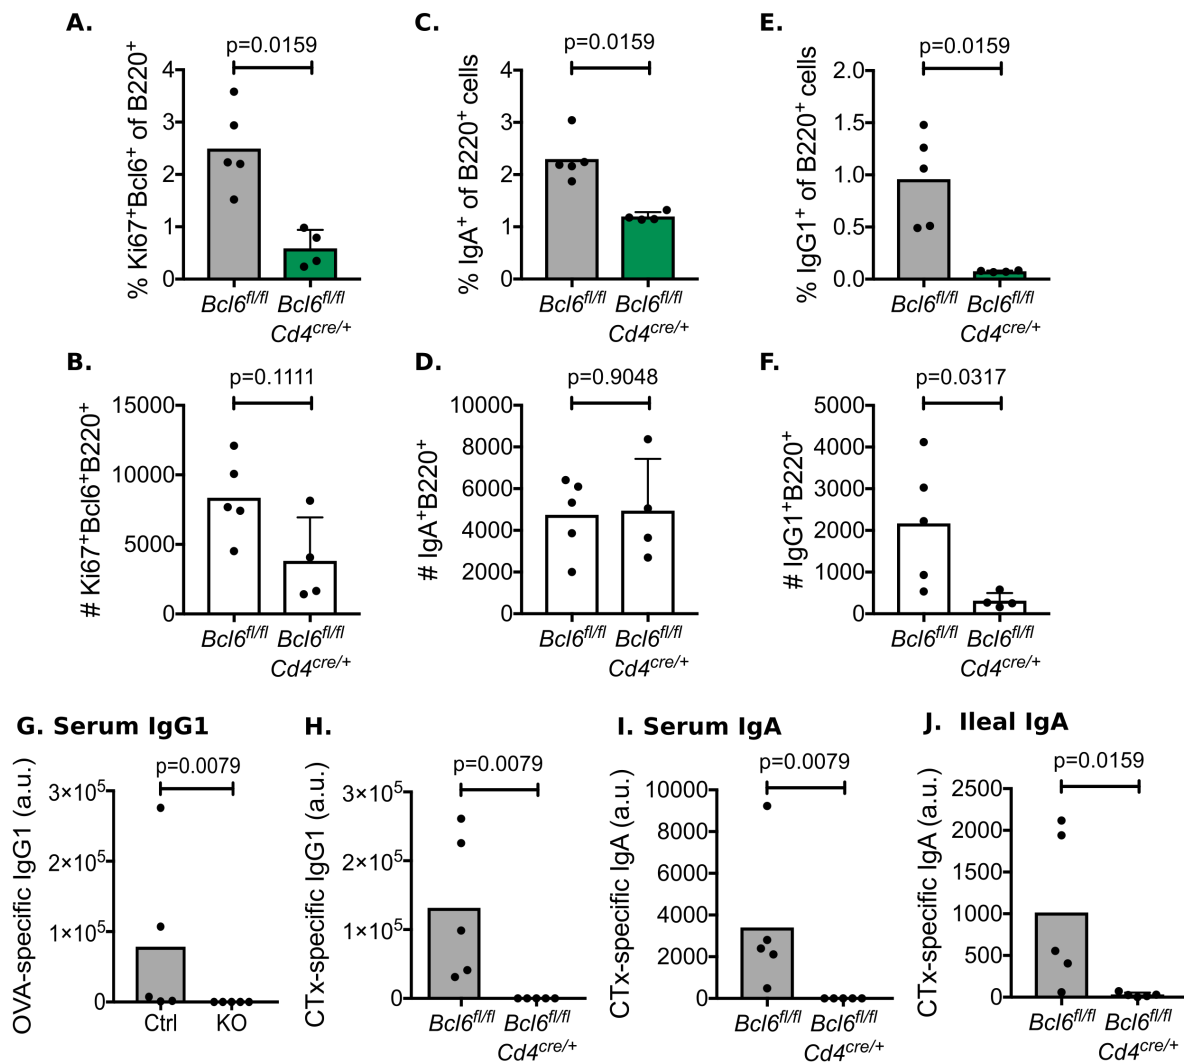 A.
p=0.0159
% Ki67⁺Bcl6⁺ of B220⁺
4
3
2
1
0
Bcl6fl/fl
Bcl6fl/fl
Cd4cre/+
C.
p=0.0159
% IgA⁺ of B220⁺ cells
4
3
2
1
0
Bcl6fl/fl
Bcl6fl/fl
Cd4cre/+
E.
p=0.0159
% IgG1⁺ of B220⁺ cells
2.0
1.5
1.0
0.5
0.0
Bcl6fl/fl
Bcl6fl/fl
Cd4cre/+
B.
p=0.1111
# Ki67⁺Bcl6⁺B220⁺
15000
10000
5000
0
Bcl6fl/fl
Bcl6fl/fl
Cd4cre/+
D.
p=0.9048
# IgA⁺B220⁺
10000
8000
6000
4000
2000
0
Bcl6fl/fl
Bcl6fl/fl
Cd4cre/+
F.
p=0.0317
# IgG1⁺B220⁺
5000
4000
3000
2000
1000
0
Bcl6fl/fl
Bcl6fl/fl
Cd4cre/+
G. Serum IgG1
p=0.0079
OVA-specific IgG1 (a.u.)
3×10⁵
2×10⁵
1×10⁵
0
Ctrl
KO
H.
p=0.0079
CTx-specific IgG1 (a.u.)
3×10⁵
2×10⁵
1×10⁵
0
Bcl6fl/fl
Bcl6fl/fl
Cd4cre/+
I. Serum IgA
p=0.0079
CTx-specific IgA (a.u.)
10000
8000
6000
4000
2000
0
Bcl6fl/fl
Bcl6fl/fl
Cd4cre/+
J. Ileal IgA
p=0.0159
CTx-specific IgA (a.u.)
2500
2000
1500
1000
500
0
Bcl6fl/fl
Bcl6fl/fl
Cd4cre/+